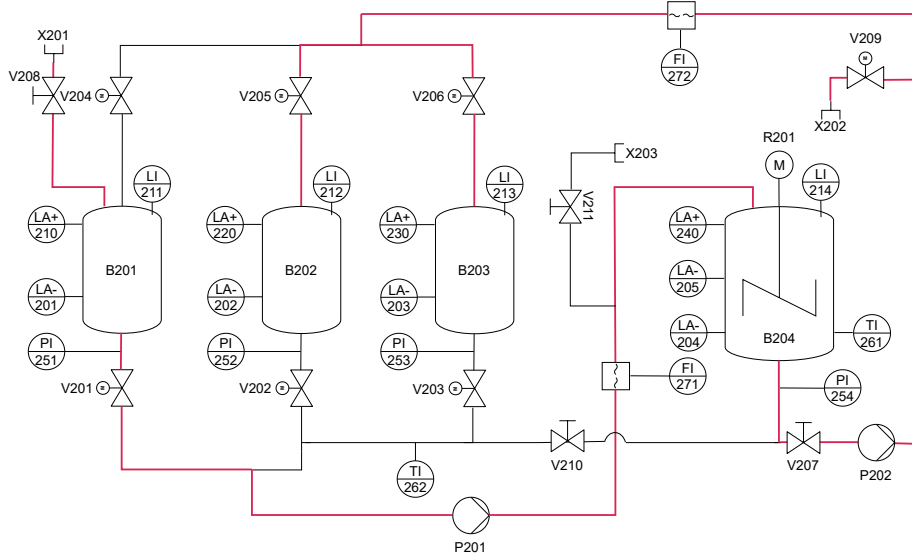 X201
V208
V204
V205
V206
FI
272
V209
X202
R201
M
X203
V211
LI
211
LI
212
LI
213
LI
214
LA+
210
LA+
220
LA+
230
LA+
240
B201
B202
B203
LA-
201
LA-
202
LA-
203
LA-
205
LA-
204
B204
TI
261
PI
251
PI
252
PI
253
FI
271
PI
254
V201
V202
V203
TI
262
V210
V207
P202
P201